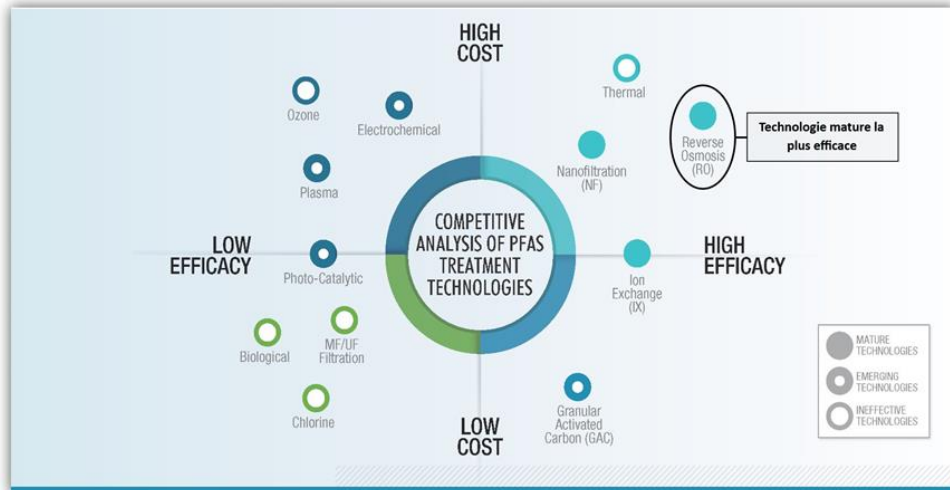 HIGH
COST
Ozone
Electrochemical
Thermal
Reverse
Osmosis
(RO)
Technologie mature la
plus efficace
Plasma
Nanofiltration
(NF)
COMPETITIVE
ANALYSIS OF PFAS
TREATMENT
TECHNOLOGIES
LOW
EFFICACY
Photo-Catalytic
HIGH
EFFICACY
Ion
Exchange
(IX)
Biological
MF/UF
Filtration
Chlorine
Granular
Activated
Carbon (GAC)
LOW
COST
MATURE
TECHNOLOGIES
EMERGING
TECHNOLOGIES
INEFFECTIVE
TECHNOLOGIES